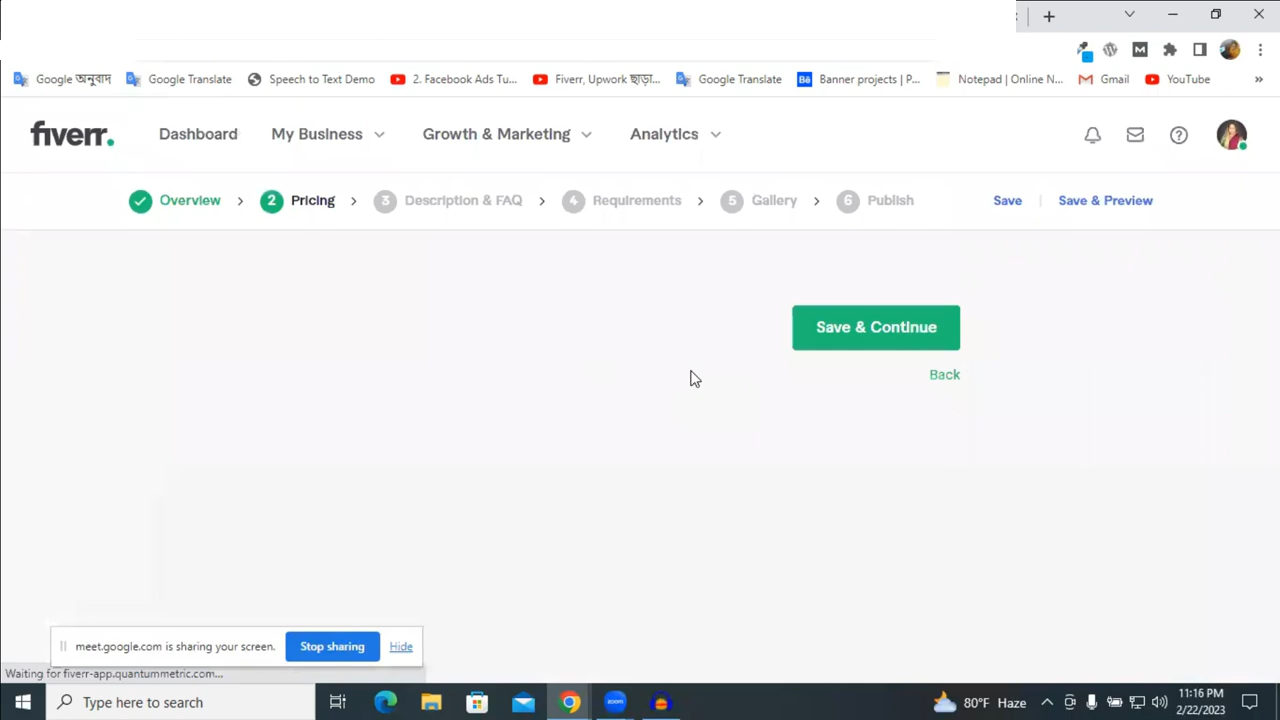 Google অনুবাদ Google Translate Speech to Text Demo 2. Facebook Ads Tu... Fiverr, Upwork ছাড়া... Google Translate Bē Banner projects | P... Notepad | Online N... Gmail YouTube »
fiverr. Dashboard My Business Growth & Marketing Analytics
Overview 2 Pricing 3 Description & FAQ 4 Requirements 5 Gallery 6 Publish Save Save & Preview
Save & Continue
Back
meet.google.com is sharing your screen. Stop sharing Hide
Waiting for fiverr-app.quantummetric.com...
Type here to search zoom 80°F Haze 11:16 PM
2/22/2023